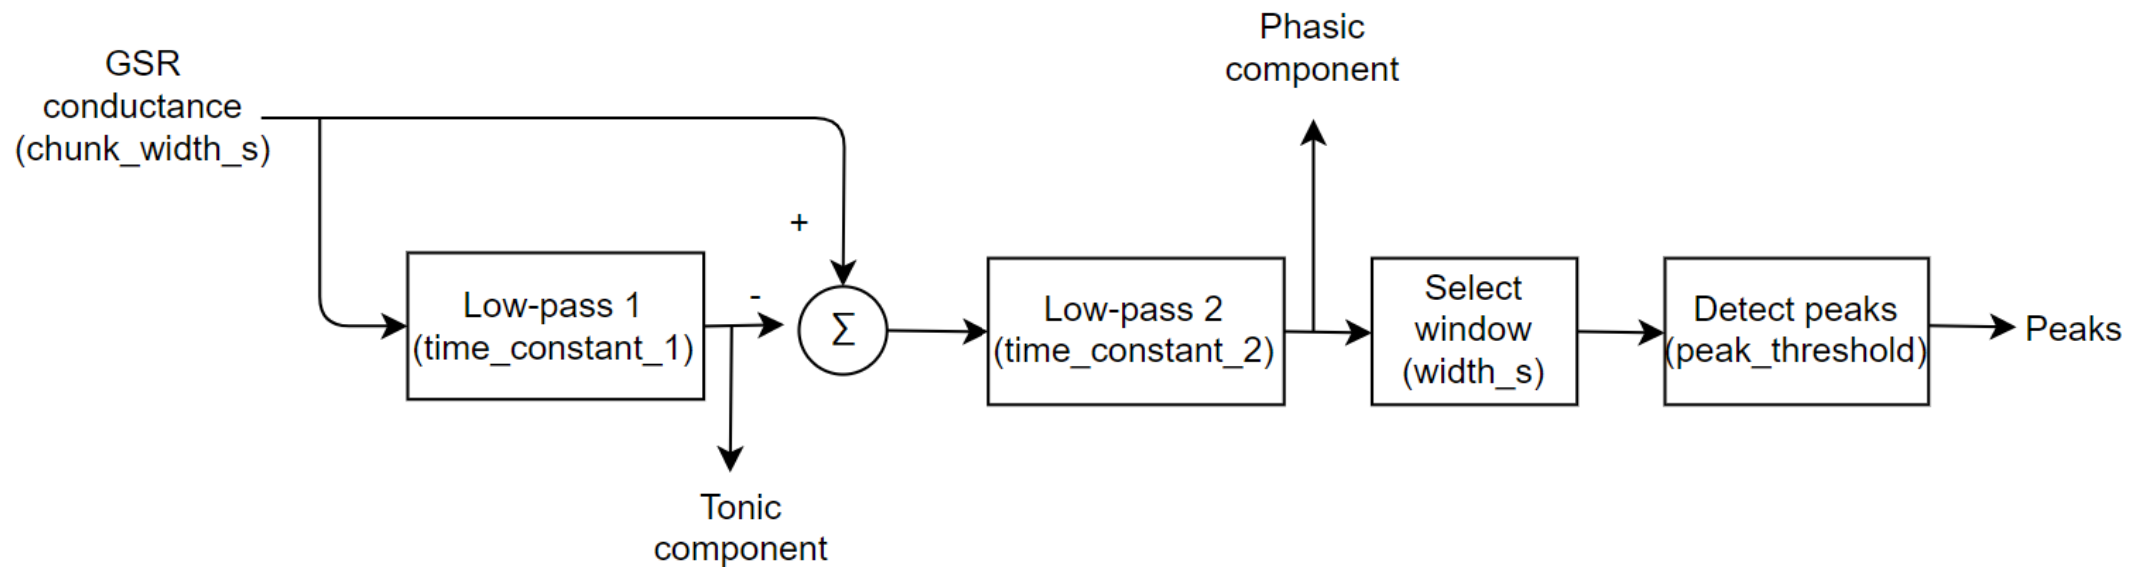 GSR
conductance
(chunk_width_s)
Low-pass 1
(time_constant_1)
Tonic
component
-
+
Σ
Low-pass 2
(time_constant_2)
Phasic
component
Select
window
(width_s)
Detect peaks
(peak_threshold)
Peaks